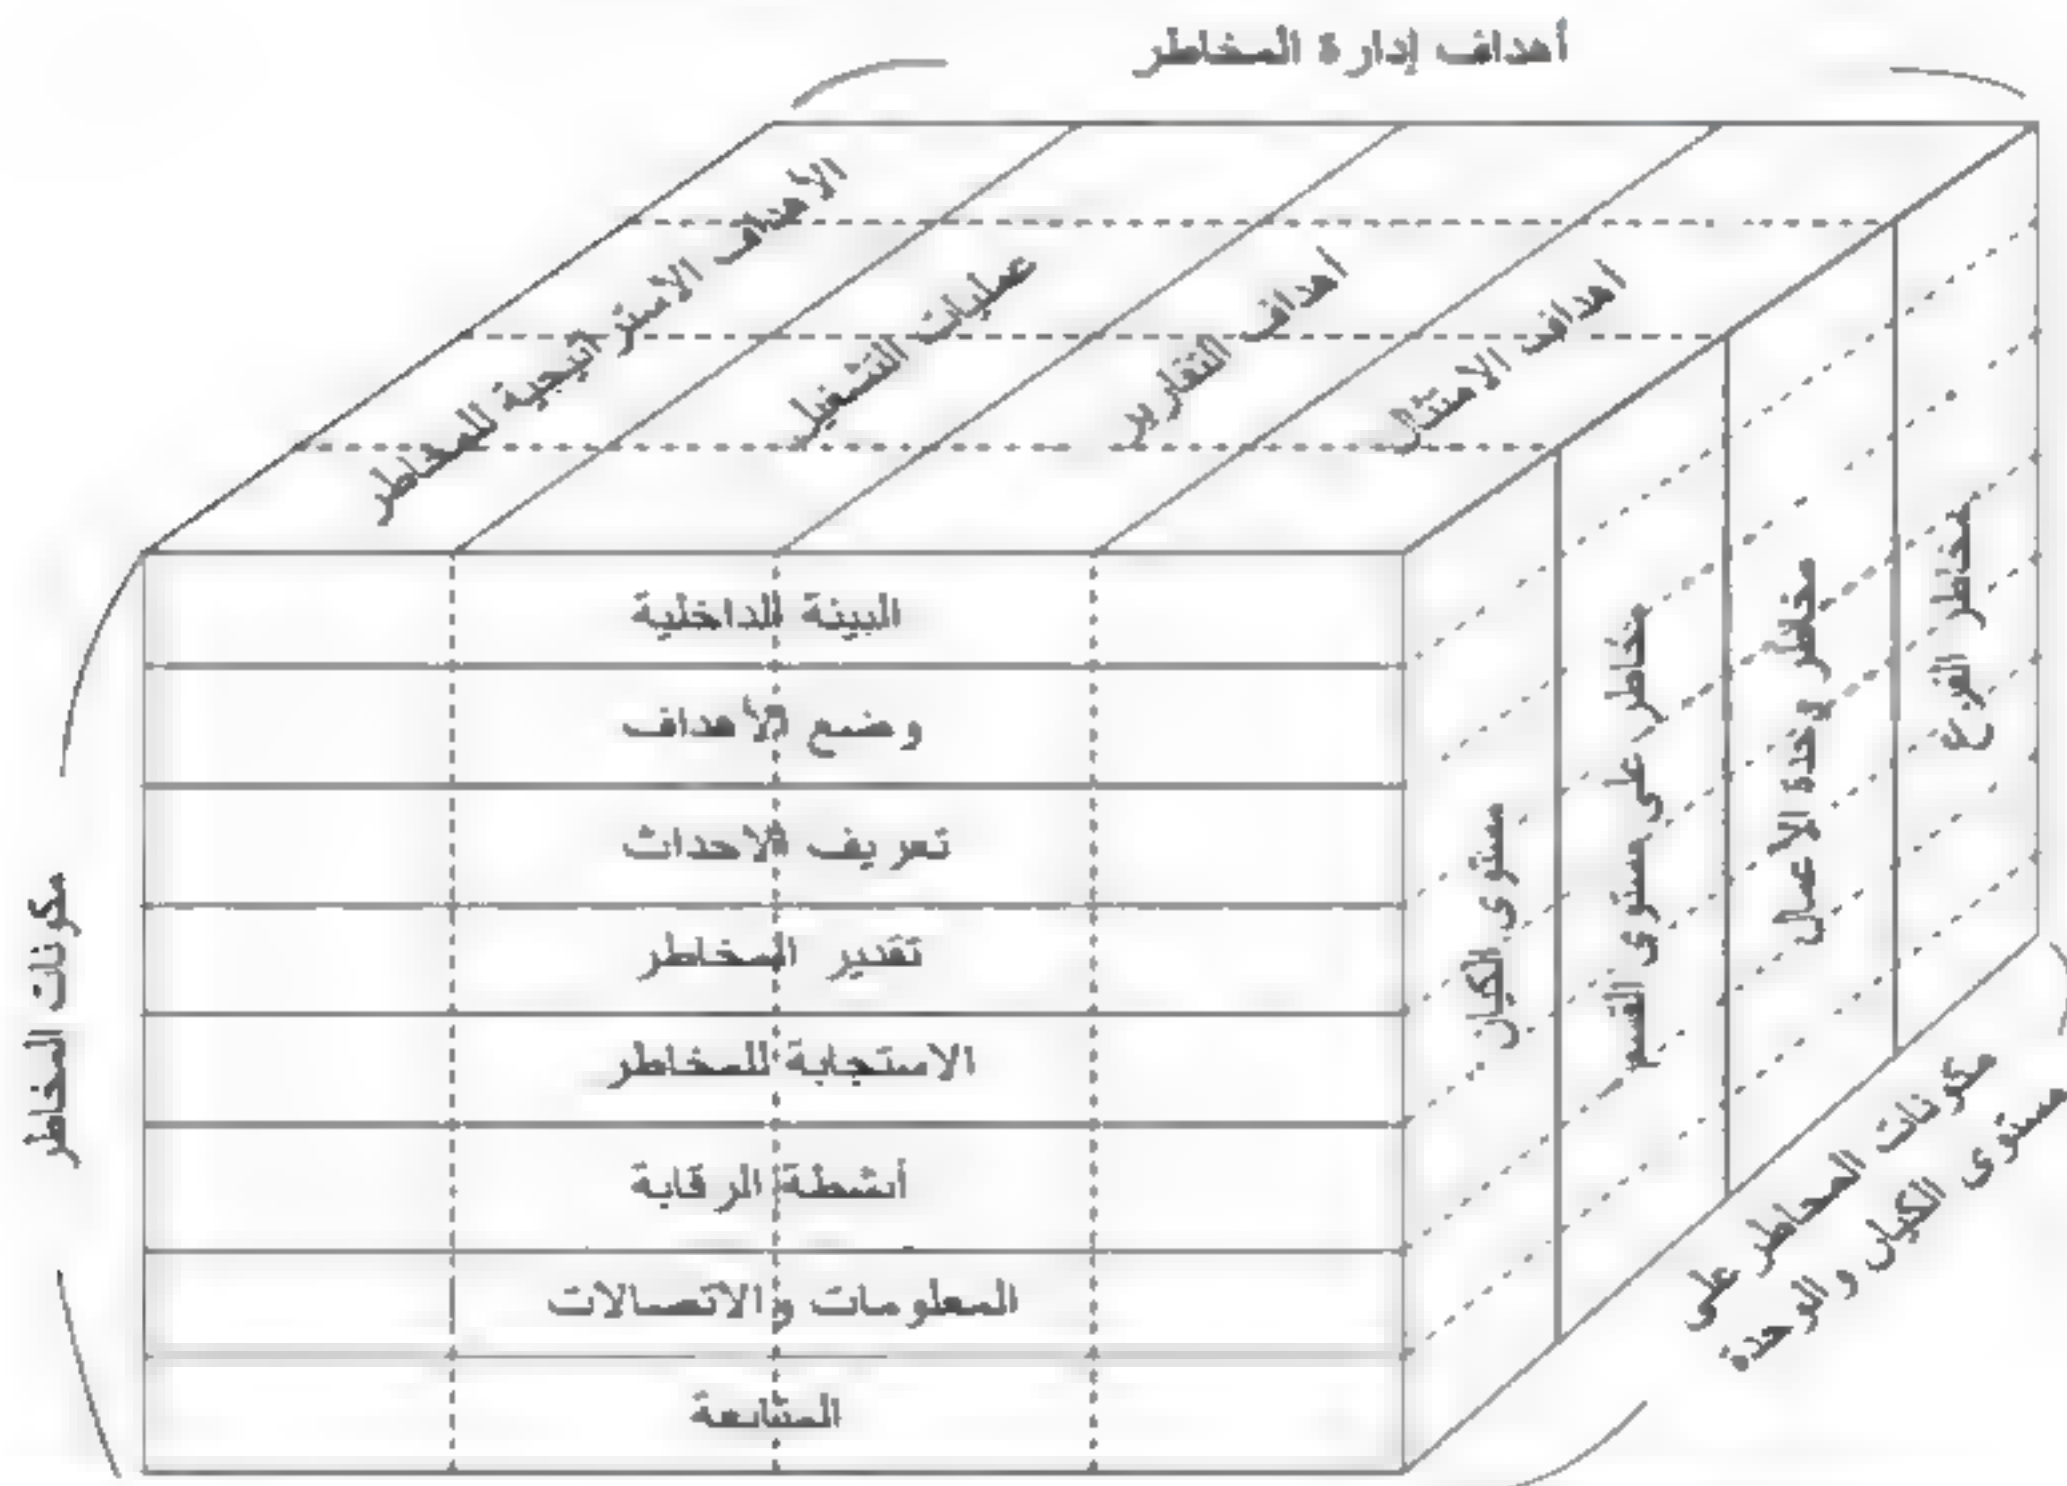 أهداف إدارة المخاطر
الأهداف الاستراتيجية للمخاطر
عمليات التشغيل
أهداف التقارير
أهداف الامتثال
مكونات المخاطر
البيئة الداخلية
وضع الأهداف
تعريف الاحداث
تقدير المخاطر
الاستجابة للمخاطر
أنشطة الرقابة
المعلومات والاتصالات
المتابعة
مستوى الكيان
مخاطر على مستوى القسم
مخاطر وحدة الاعمال
مخاطر الفرع
مكونات المخاطر على
مستوى الكيان والوحدة